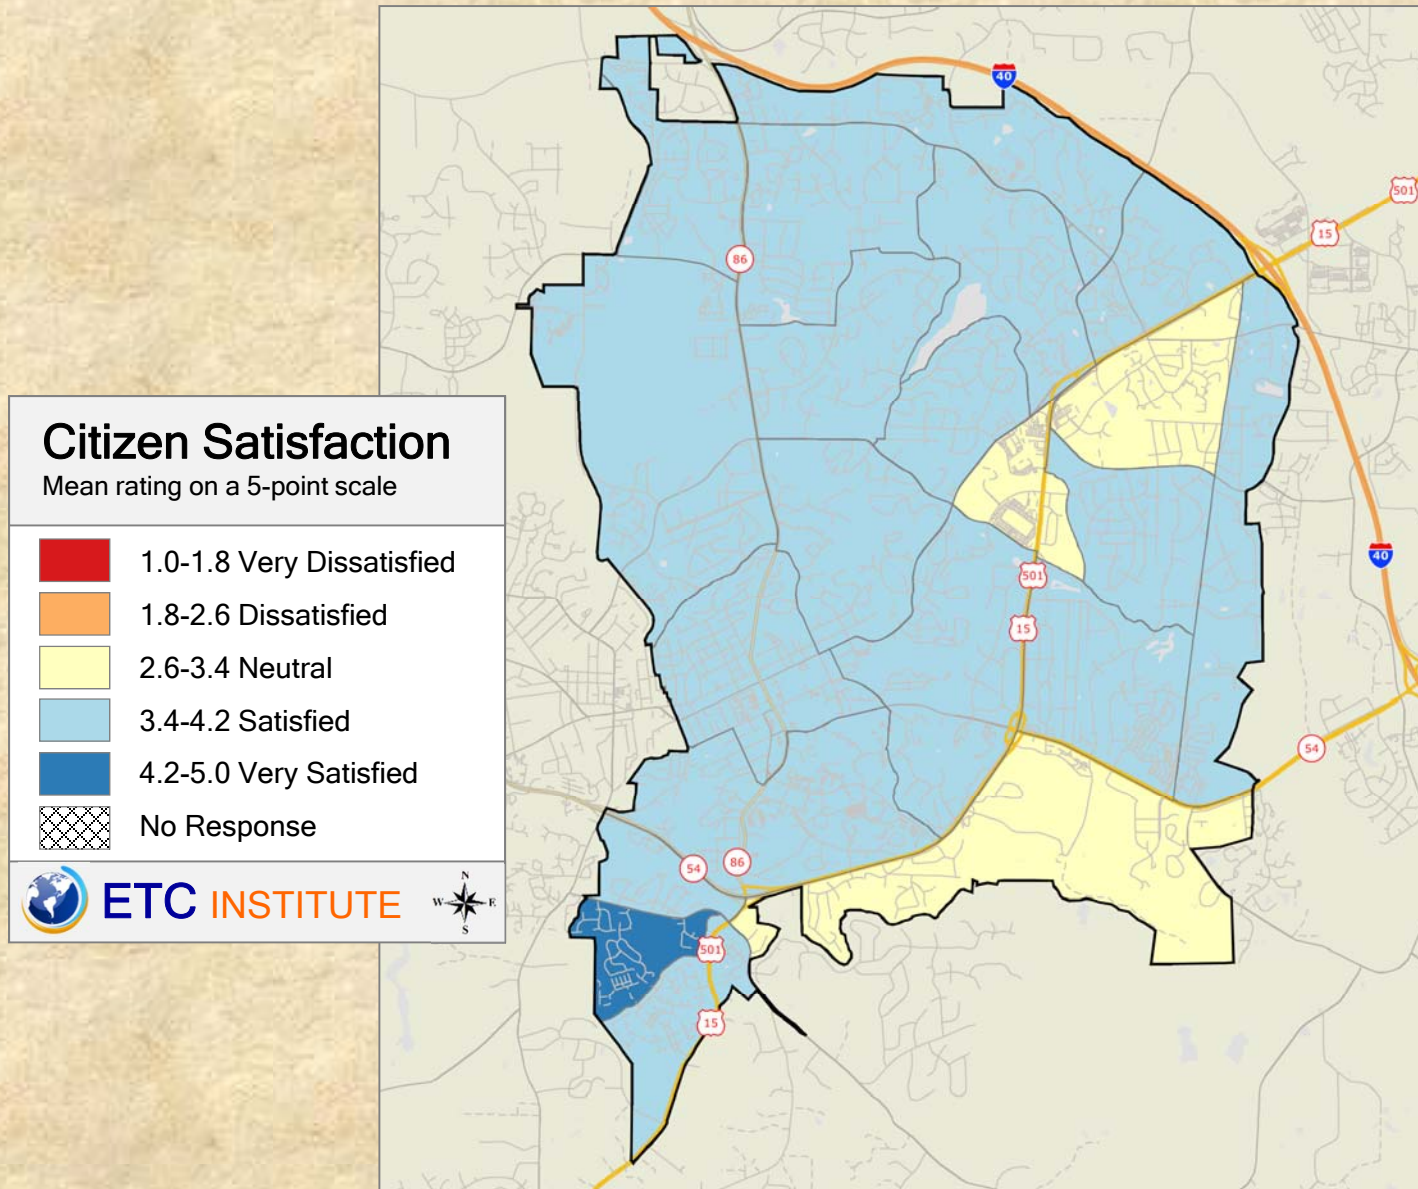 Citizen Satisfaction
Mean rating on a 5-point scale
1.0-1.8 Very Dissatisfied
1.8-2.6 Dissatisfied
2.6-3.4 Neutral
3.4-4.2 Satisfied
4.2-5.0 Very Satisfied
No Response
ETC INSTITUTE
N
W E
S
40
501
15
86
40
501
15
54
86
54
501
15